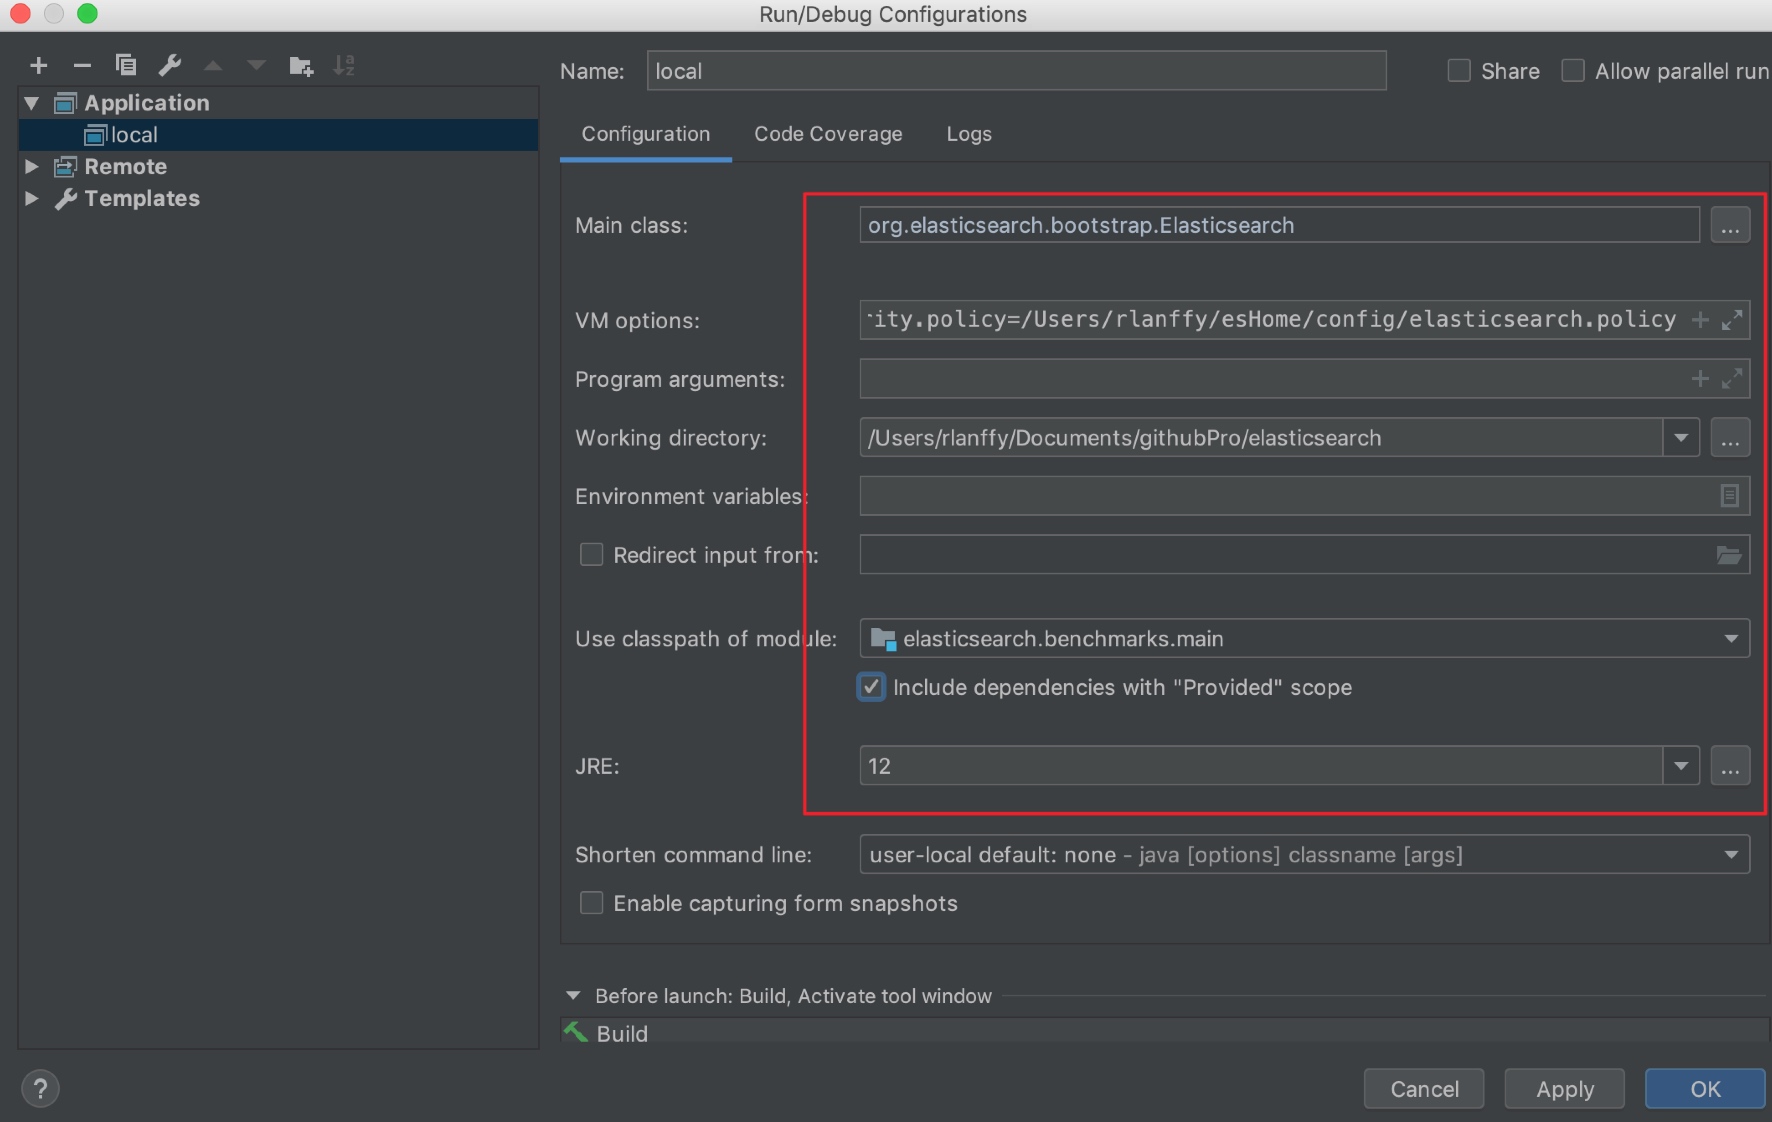 Run/Debug Configurations
Application
local
Remote
Templates
Name: local Share Allow parallel run
Configuration Code Coverage Logs
Main class: org.elasticsearch.bootstrap.Elasticsearch ...
VM options: ity.policy=/Users/rlanffy/esHome/config/elasticsearch.policy
Program arguments:
Working directory: /Users/rlanffy/Documents/githubPro/elasticsearch ...
Environment variables:
Redirect input from:
Use classpath of module: elasticsearch.benchmarks.main
Include dependencies with "Provided" scope
JRE: 12 ...
Shorten command line: user-local default: none - java [options] classname [args]
Enable capturing form snapshots
Before launch: Build, Activate tool window
Build
? Cancel Apply OK